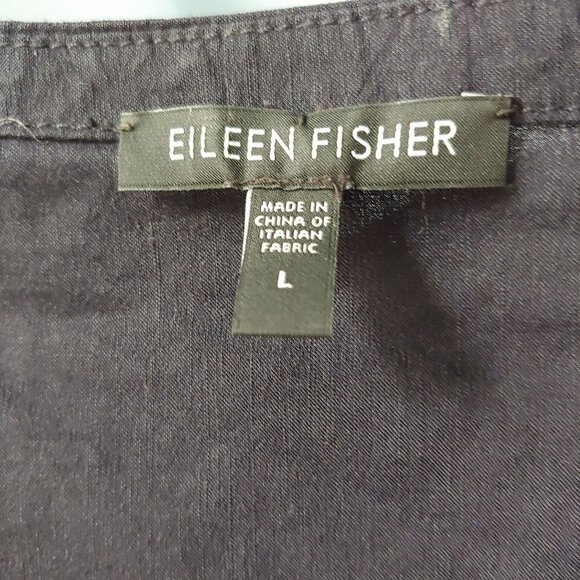 EILEEN FISHER
MADE IN
CHINA OF
ITALIAN
FABRIC
L